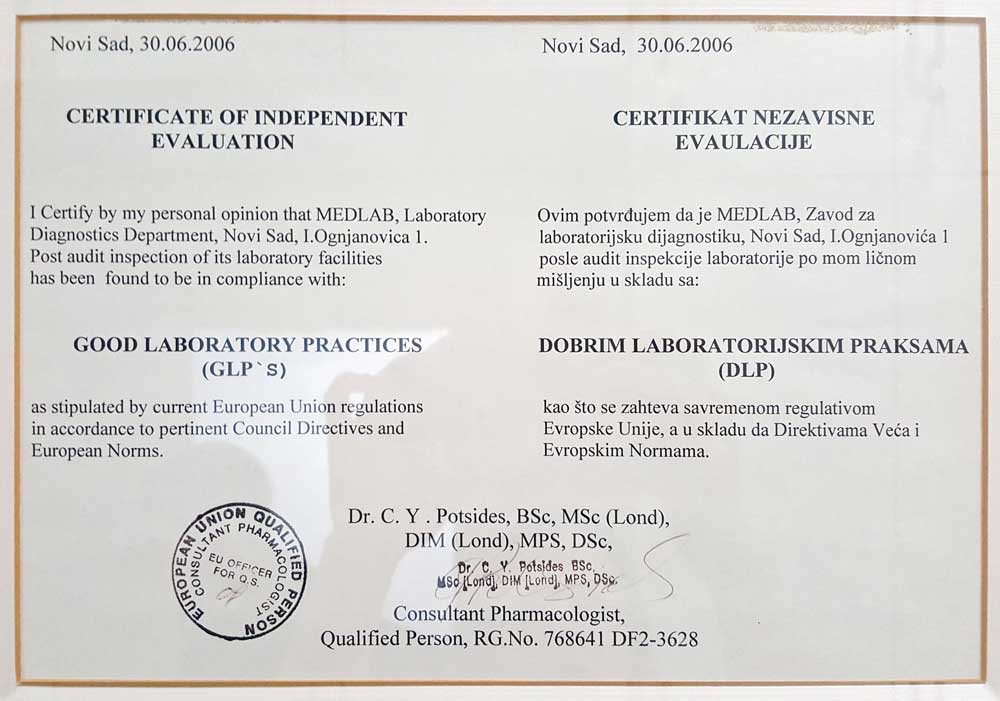 Novi Sad, 30.06.2006
CERTIFICATE OF INDEPENDENT
EVALUATION
I Certify by my personal opinion that MEDLAB, Laboratory
Diagnostics Department, Novi Sad, I.Ognjanovica 1.
Post audit inspection of its laboratory facilities
has been found to be in compliance with:
GOOD LABORATORY PRACTICES
(GLP`S)
as stipulated by current European Union regulations
in accordance to pertinent Council Directives and
European Norms.
Novi Sad, 30.06.2006
CERTIFIKAT NEZAVISNE
EVAULACIJE
Ovim potvrđujem da je MEDLAB, Zavod za
laboratorijsku dijagnostiku, Novi Sad, I.Ognjanovića 1
posle audit inspekcije laboratorije po mom ličnom
mišljenju u skladu sa:
DOBRIM LABORATORIJSKIM PRAKSAMA
(DLP)
kao što se zahteva savremenom regulativom
Evropske Unije, a u skladu da Direktivama Veća i
Evropskim Normama.
EUROPEAN UNION QUALIFIED PERSON
CONSULTANT PHARMACOLOGIST
EU OFFICER
FOR Q.S.
Dr. C. Y . Potsides, BSc, MSc (Lond),
DIM (Lond), MPS, DSc,
Dr. C. Y. Potsides BSc,
MSc [Lond], DIM [Lond], MPS, DSc.
Consultant Pharmacologist,
Qualified Person, RG.No. 768641 DF2-3628